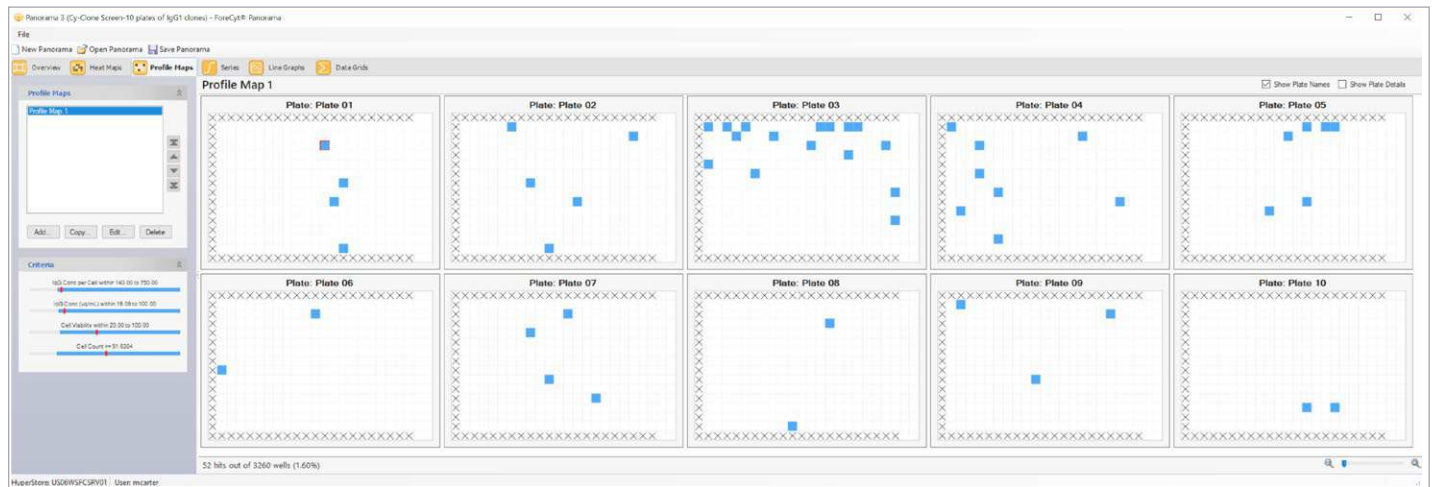 Panorama 3 (Cy-Clone Screen-10 plates of IgG1 clones) - ForeCyt® Panorama
File
New Panorama Open Panorama Save Panorama
Overview Heat Maps Profile Maps Series Line Graphs Data Grids
Profile Maps
Profile Map 1
Add... Copy... Edit... Delete
Criteria
IgG Conc per Cell within 140.00 to 750.00
IgG Conc (ug/mL) within 18.09 to 100.00
Cell Viability within 20.00 to 100.00
Cell Count >= 51.5204
Profile Map 1
Show Plate Names Show Plate Details
Plate: Plate 01 Plate: Plate 02 Plate: Plate 03 Plate: Plate 04 Plate: Plate 05
Plate: Plate 06 Plate: Plate 07 Plate: Plate 08 Plate: Plate 09 Plate: Plate 10
52 hits out of 3260 wells (1.60%)
HyperStore: US06WSFCSRV01 User: mcarter